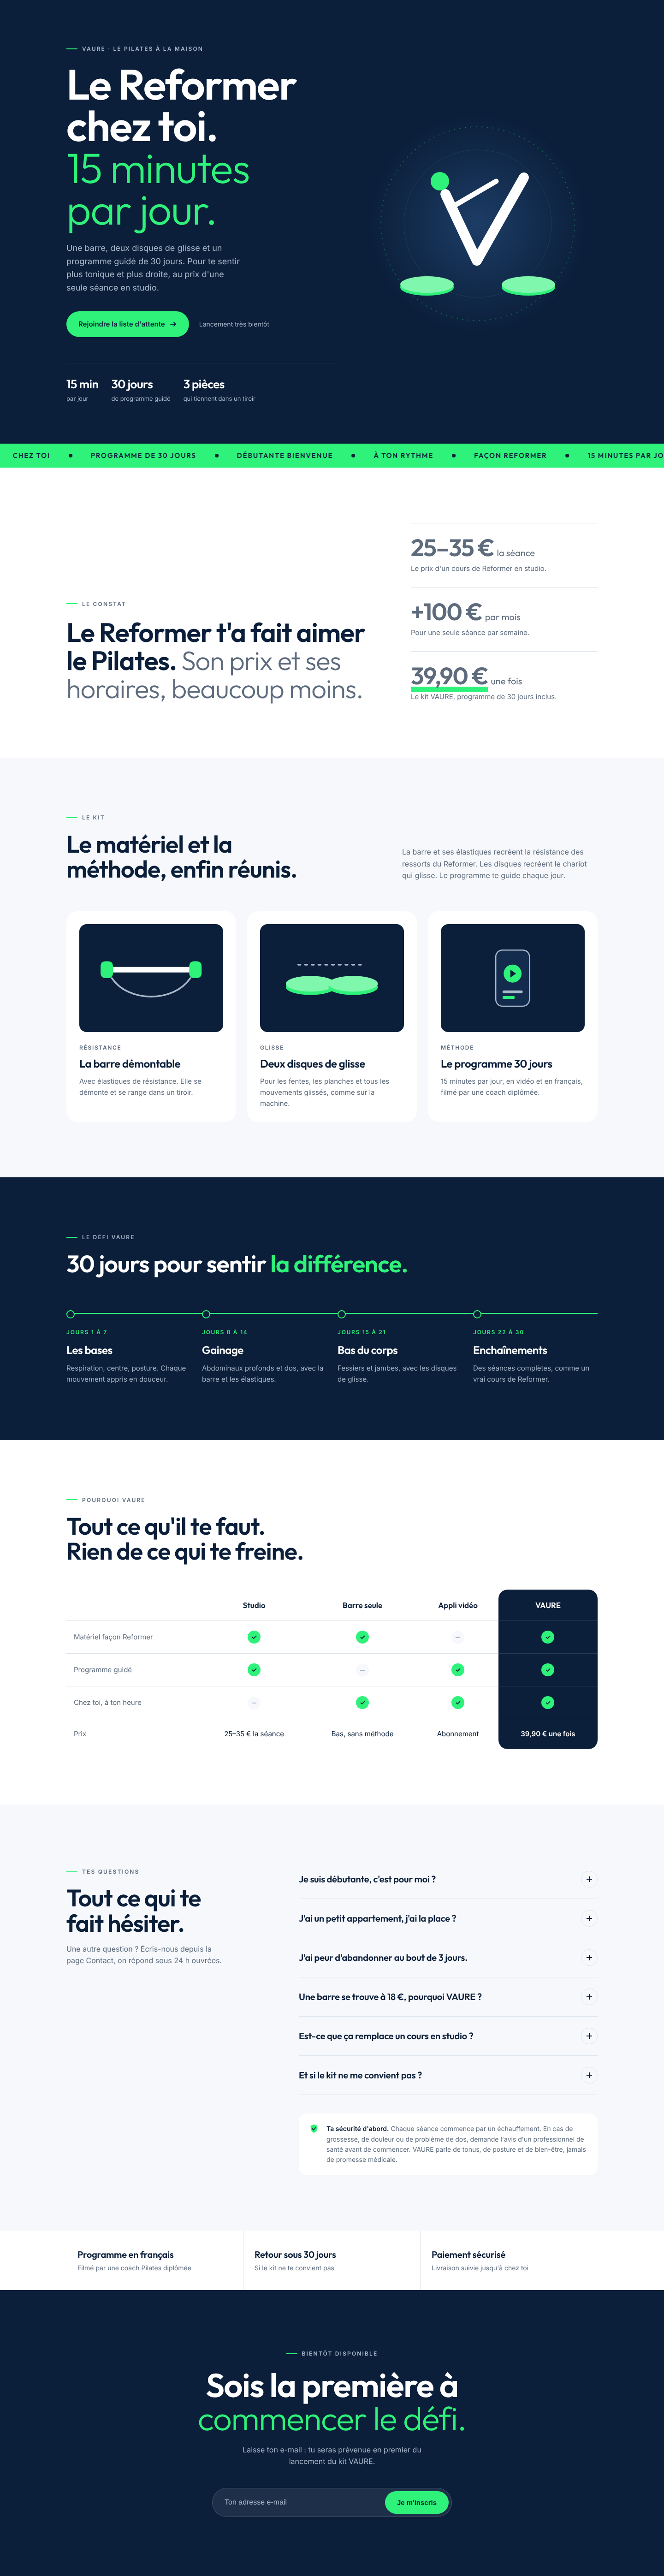 VAURE · LE PILATES À LA MAISON
Le Reformer
chez toi.
15 minutes
par jour.
Une barre, deux disques de glisse et un
programme guidé de 30 jours. Pour te sentir
plus tonique et plus droite, au prix d'une
seule séance en studio.
Rejoindre la liste d'attente →
Lancement très bientôt
15 min
par jour
30 jours
de programme guidé
3 pièces
qui tiennent dans un tiroir
CHEZ TOI • PROGRAMME DE 30 JOURS • DÉBUTANTE BIENVENUE • À TON RYTHME • FAÇON REFORMER • 15 MINUTES PAR JO
LE CONSTAT
Le Reformer t'a fait aimer
le Pilates. Son prix et ses
horaires, beaucoup moins.
25–35 € la séance
Le prix d'un cours de Reformer en studio.
+100 € par mois
Pour une seule séance par semaine.
39,90 € une fois
Le kit VAURE, programme de 30 jours inclus.
LE KIT
Le matériel et la
méthode, enfin réunis.
La barre et ses élastiques recréent la résistance des
ressorts du Reformer. Les disques recréent le chariot
qui glisse. Le programme te guide chaque jour.
RÉSISTANCE
La barre démontable
Avec élastiques de résistance. Elle se
démonte et se range dans un tiroir.
GLISSE
Deux disques de glisse
Pour les fentes, les planches et tous les
mouvements glissés, comme sur la
machine.
MÉTHODE
Le programme 30 jours
15 minutes par jour, en vidéo et en français,
filmé par une coach diplômée.
LE DÉFI VAURE
30 jours pour sentir la différence.
JOURS 1 À 7
Les bases
Respiration, centre, posture. Chaque
mouvement appris en douceur.
JOURS 8 À 14
Gainage
Abdominaux profonds et dos, avec la
barre et les élastiques.
JOURS 15 À 21
Bas du corps
Fessiers et jambes, avec les disques
de glisse.
JOURS 22 À 30
Enchaînements
Des séances complètes, comme un
vrai cours de Reformer.
POURQUOI VAURE
Tout ce qu'il te faut.
Rien de ce qui te freine.
Studio Barre seule Appli vidéo VAURE
Matériel façon Reformer ✓ ✓ – ✓
Programme guidé ✓ – ✓ ✓
Chez toi, à ton heure – ✓ ✓ ✓
Prix 25–35 € la séance Bas, sans méthode Abonnement 39,90 € une fois
TES QUESTIONS
Tout ce qui te
fait hésiter.
Une autre question ? Écris-nous depuis la
page Contact, on répond sous 24 h ouvrées.
Je suis débutante, c'est pour moi ? +
J'ai un petit appartement, j'ai la place ? +
J'ai peur d'abandonner au bout de 3 jours. +
Une barre se trouve à 18 €, pourquoi VAURE ? +
Est-ce que ça remplace un cours en studio ? +
Et si le kit ne me convient pas ? +
Ta sécurité d'abord. Chaque séance commence par un échauffement. En cas de
grossesse, de douleur ou de problème de dos, demande l'avis d'un professionnel de
santé avant de commencer. VAURE parle de tonus, de posture et de bien-être, jamais
de promesse médicale.
Programme en français
Filmé par une coach Pilates diplômée
Retour sous 30 jours
Si le kit ne te convient pas
Paiement sécurisé
Livraison suivie jusqu'à chez toi
BIENTÔT DISPONIBLE
Sois la première à
commencer le défi.
Laisse ton e-mail : tu seras prévenue en premier du
lancement du kit VAURE.
Ton adresse e-mail
Je m'inscris